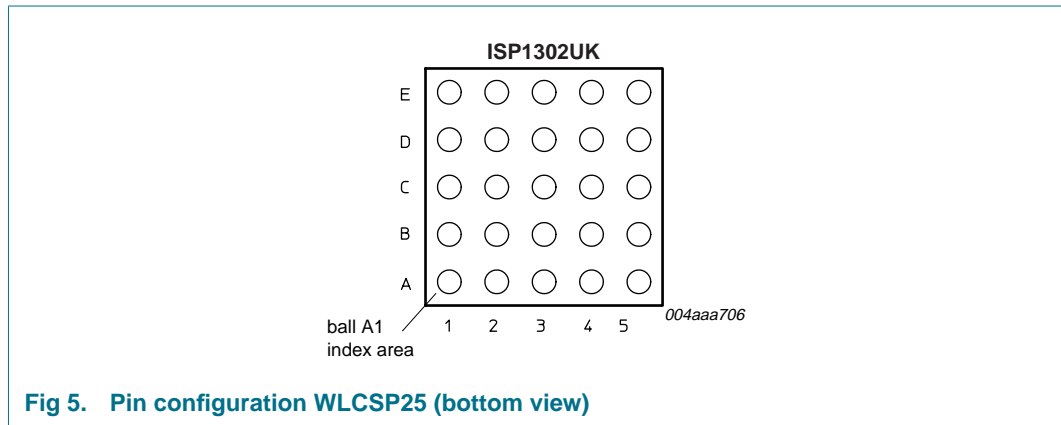 ISP1302UK
E
D
C
B
A
1 2 3 4 5
ball A1
index area
004aaa706
Fig 5. Pin configuration WLCSP25 (bottom view)